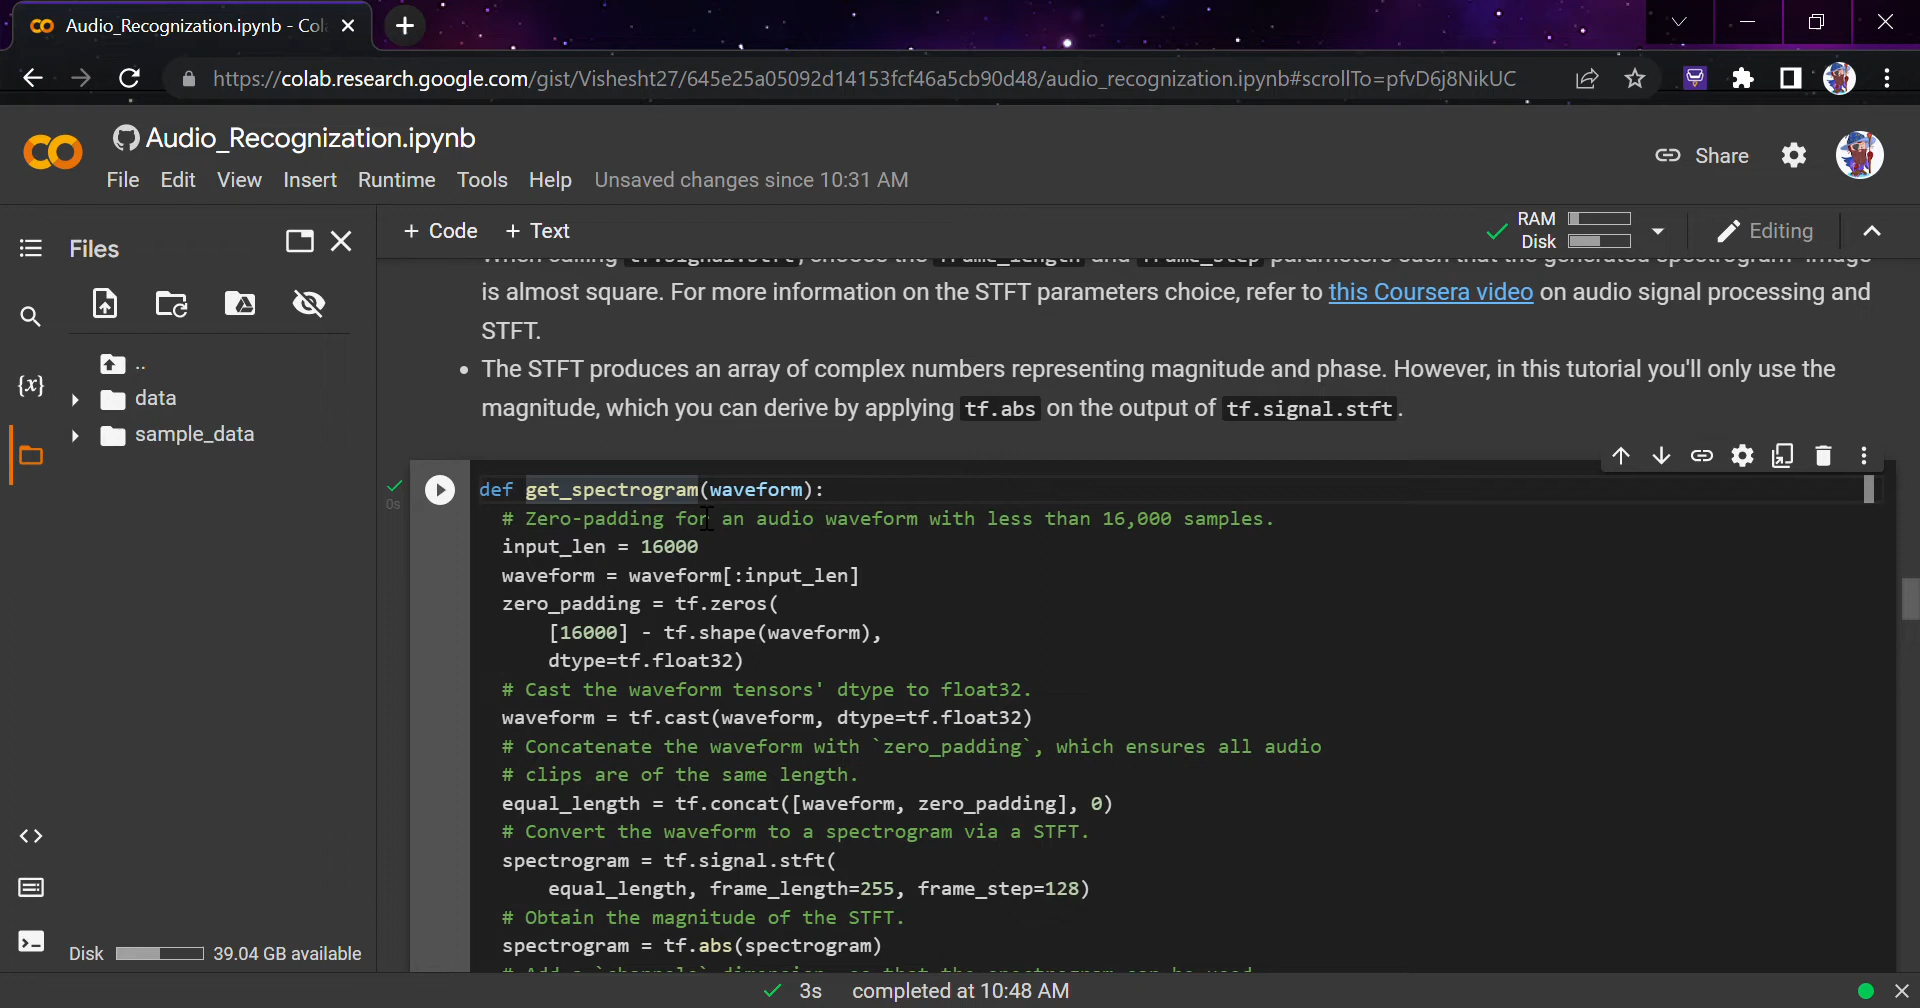 Audio_Recognization.ipynb - Col
https://colab.research.google.com/gist/Vishesht27/645e25a05092d14153fcf46a5cb90d48/audio_recognization.ipynb#scrollTo=pfvD6j8NikUC
Audio_Recognization.ipynb
File Edit View Insert Runtime Tools Help Unsaved changes since 10:31 AM
Share
Files
+ Code + Text
RAM
Disk
Editing
..
data
sample_data
Disk 39.04 GB available
is almost square. For more information on the STFT parameters choice, refer to this Coursera video on audio signal processing and
STFT.
• The STFT produces an array of complex numbers representing magnitude and phase. However, in this tutorial you'll only use the
magnitude, which you can derive by applying tf.abs on the output of tf.signal.stft.
0s
def get_spectrogram(waveform):
# Zero-padding for an audio waveform with less than 16,000 samples.
input_len = 16000
waveform = waveform[:input_len]
zero_padding = tf.zeros(
[16000] - tf.shape(waveform),
dtype=tf.float32)
# Cast the waveform tensors' dtype to float32.
waveform = tf.cast(waveform, dtype=tf.float32)
# Concatenate the waveform with `zero_padding`, which ensures all audio
# clips are of the same length.
equal_length = tf.concat([waveform, zero_padding], 0)
# Convert the waveform to a spectrogram via a STFT.
spectrogram = tf.signal.stft(
equal_length, frame_length=255, frame_step=128)
# Obtain the magnitude of the STFT.
spectrogram = tf.abs(spectrogram)
3s completed at 10:48 AM